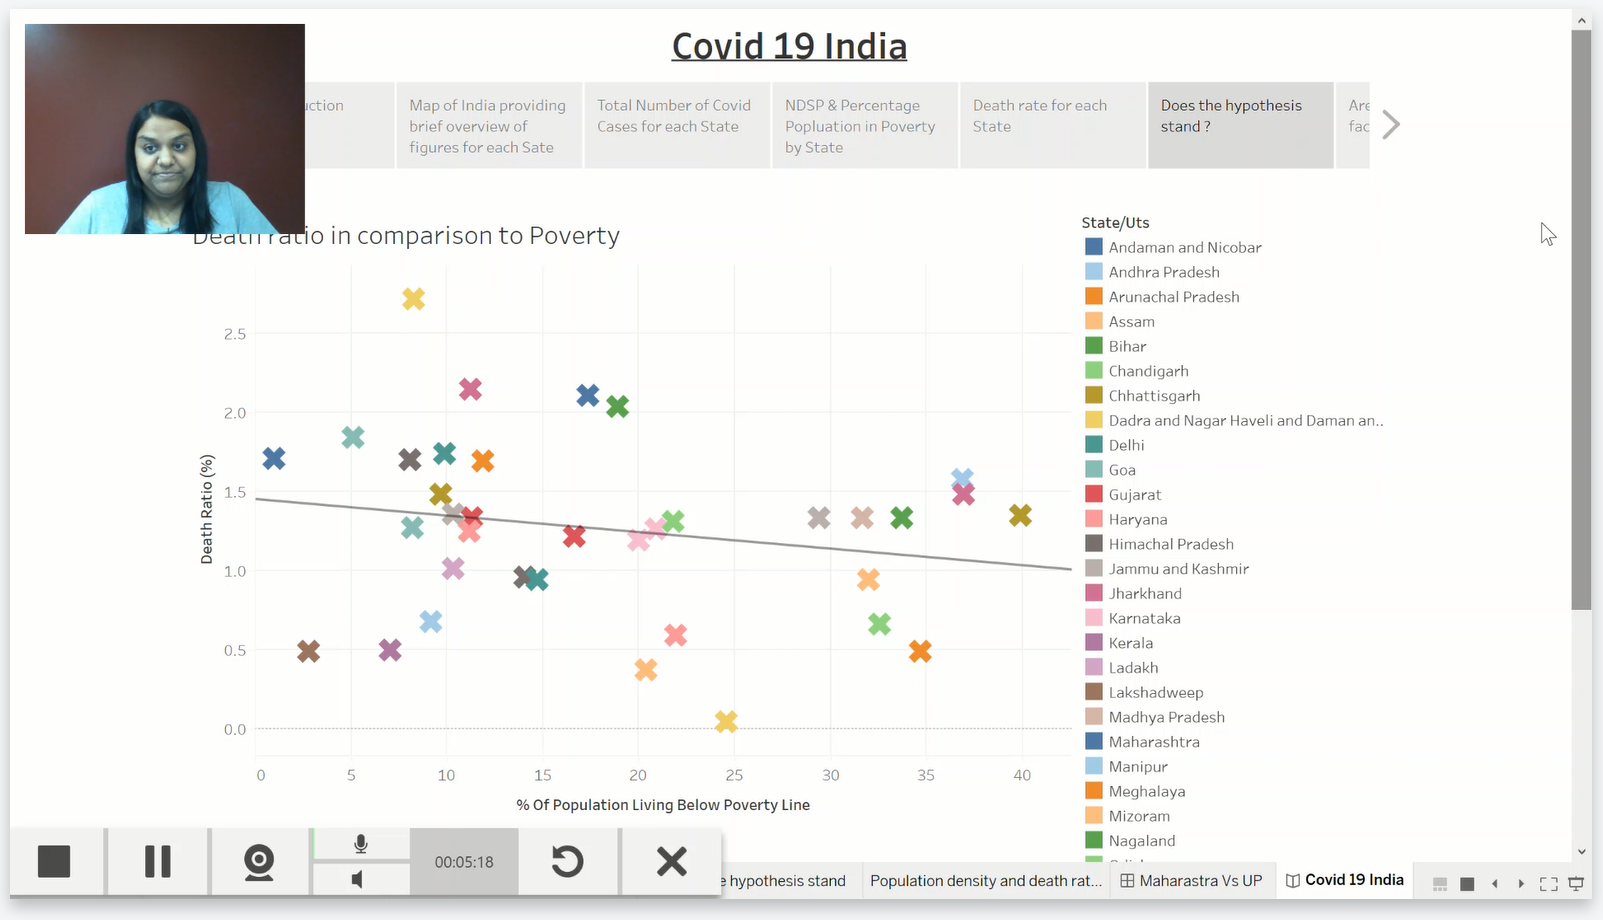 Covid 19 India
uction
Map of India providing
brief overview of
figures for each Sate
Total Number of Covid
Cases for each State
NDSP & Percentage
Popluation in Poverty
by State
Death rate for each
State
Does the hypothesis
stand ?
Are
fac
Death ratio in comparison to Poverty
Death Ratio (%)
2.5
2.0
1.5
1.0
0.5
0.0
0 5 10 15 20 25 30 35 40
% Of Population Living Below Poverty Line
State/Uts
Andaman and Nicobar
Andhra Pradesh
Arunachal Pradesh
Assam
Bihar
Chandigarh
Chhattisgarh
Dadra and Nagar Haveli and Daman an..
Delhi
Goa
Gujarat
Haryana
Himachal Pradesh
Jammu and Kashmir
Jharkhand
Karnataka
Kerala
Ladakh
Lakshadweep
Madhya Pradesh
Maharashtra
Manipur
Meghalaya
Mizoram
Nagaland
00:05:18
e hypothesis stand
Population density and death rat...
Maharastra Vs UP
Covid 19 India